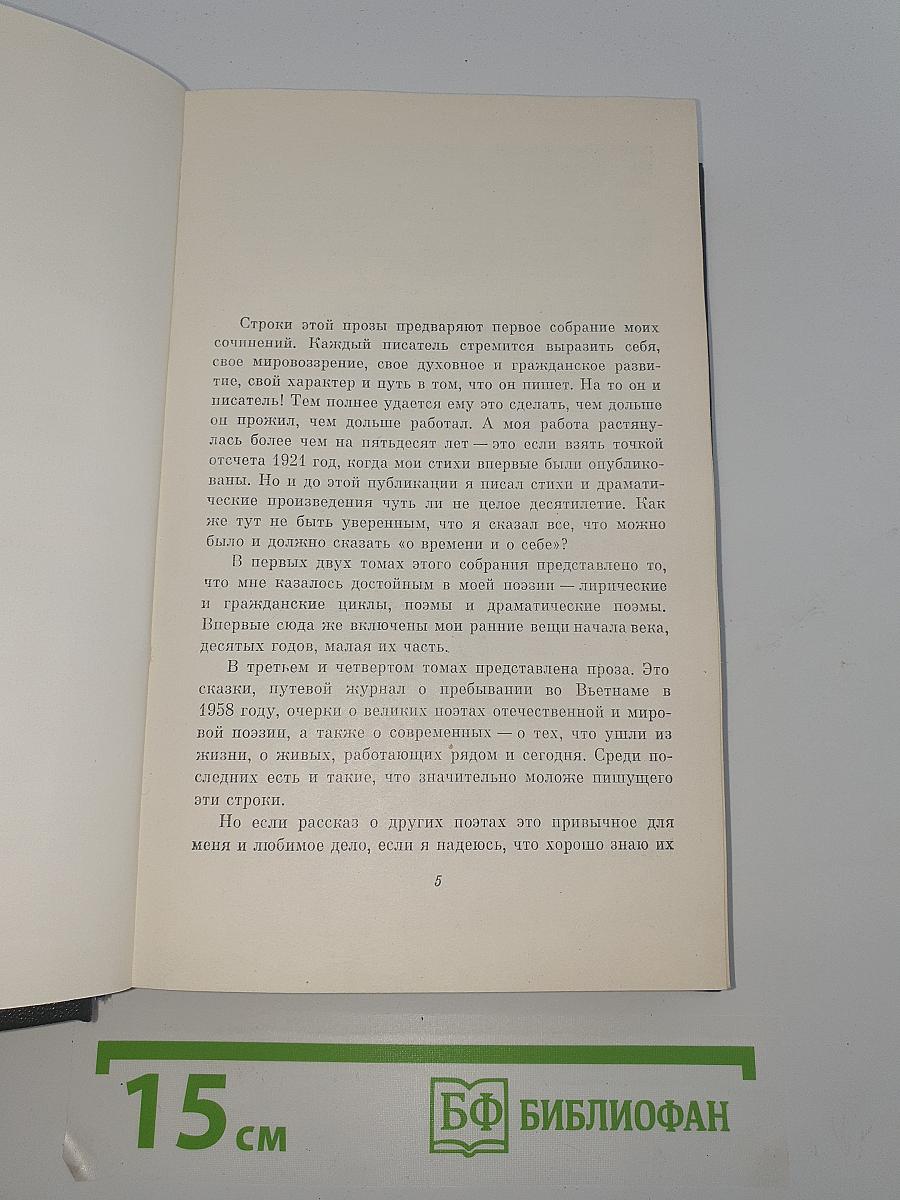 Строки этой прозы предваряют первое собрание моих
сочинений. Каждый писатель стремится выразить себя,
свое мировоззрение, свое духовное и гражданское разви-
тие, свой характер и путь в том, что он пишет. На то он и
писатель! Тем полнее удается ему это сделать, чем дольше
он прожил, чем дольше работал. А моя работа растяну-
лась более чем на пятьдесят лет — это если взять точкой
отсчета 1921 год, когда мои стихи впервые были опублико-
ваны. Но и до этой публикации я писал стихи и драмати-
ческие произведения чуть ли не целое десятилетие. Как
же тут не быть уверенным, что я сказал все, что можно
было и должно сказать «о времени и о себе»?
В первых двух томах этого собрания представлено то,
что мне казалось достойным в моей поэзии — лирические
и гражданские циклы, поэмы и драматические поэмы.
Впервые сюда же включены мои ранние вещи начала века,
десятых годов, малая их часть.
В третьем и четвертом томах представлена проза. Это
сказки, путевой журнал о пребывании во Вьетнаме в
1958 году, очерки о великих поэтах отечественной и миро-
вой поэзии, а также о современных — о тех, что ушли из
жизни, о живых, работающих рядом и сегодня. Среди по-
следних есть и такие, что значительно моложе пишущего
эти строки.
Но если рассказ о других поэтах это привычное для
меня и любимое дело, если я надеюсь, что хорошо знаю их
5
15 см
БФ БИБЛИОФАН